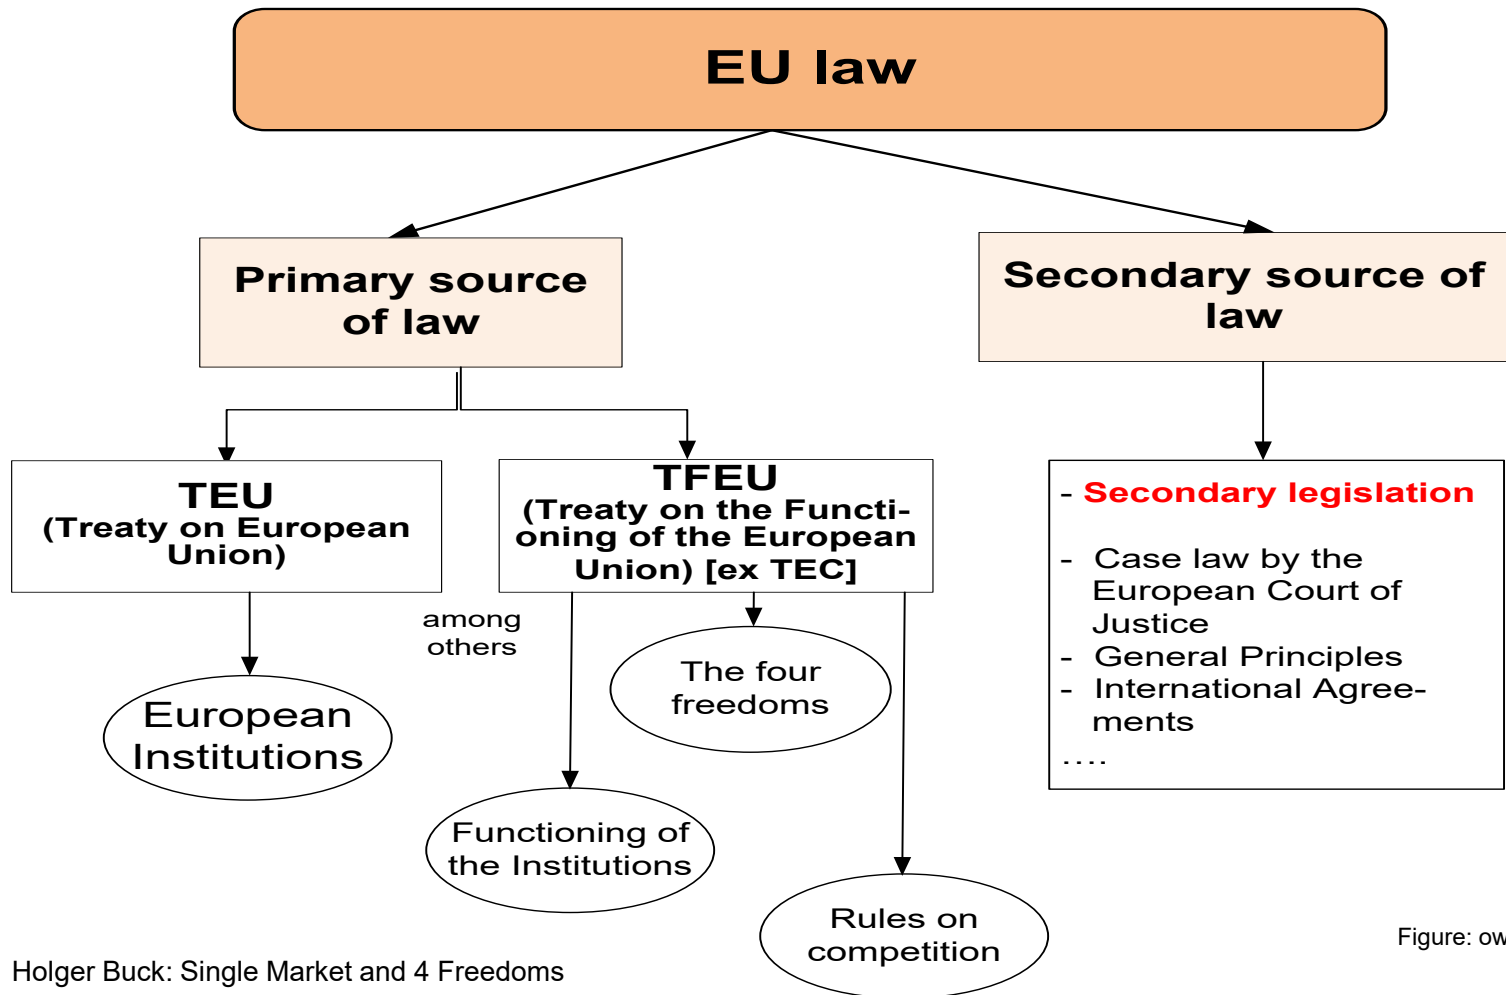 EU law
Primary source
of law
Secondary source of
law
TEU
(Treaty on European
Union)
TFEU
(Treaty on the Functi-
oning of the European
Union) [ex TEC]
- Secondary legislation
- Case law by the
European Court of
Justice
- General Principles
- International Agree-
ments
....
among
others
European
Institutions
The four
freedoms
Functioning of
the Institutions
Rules on
competition
Figure:
Holger Buck: Single Market and 4 Freedoms